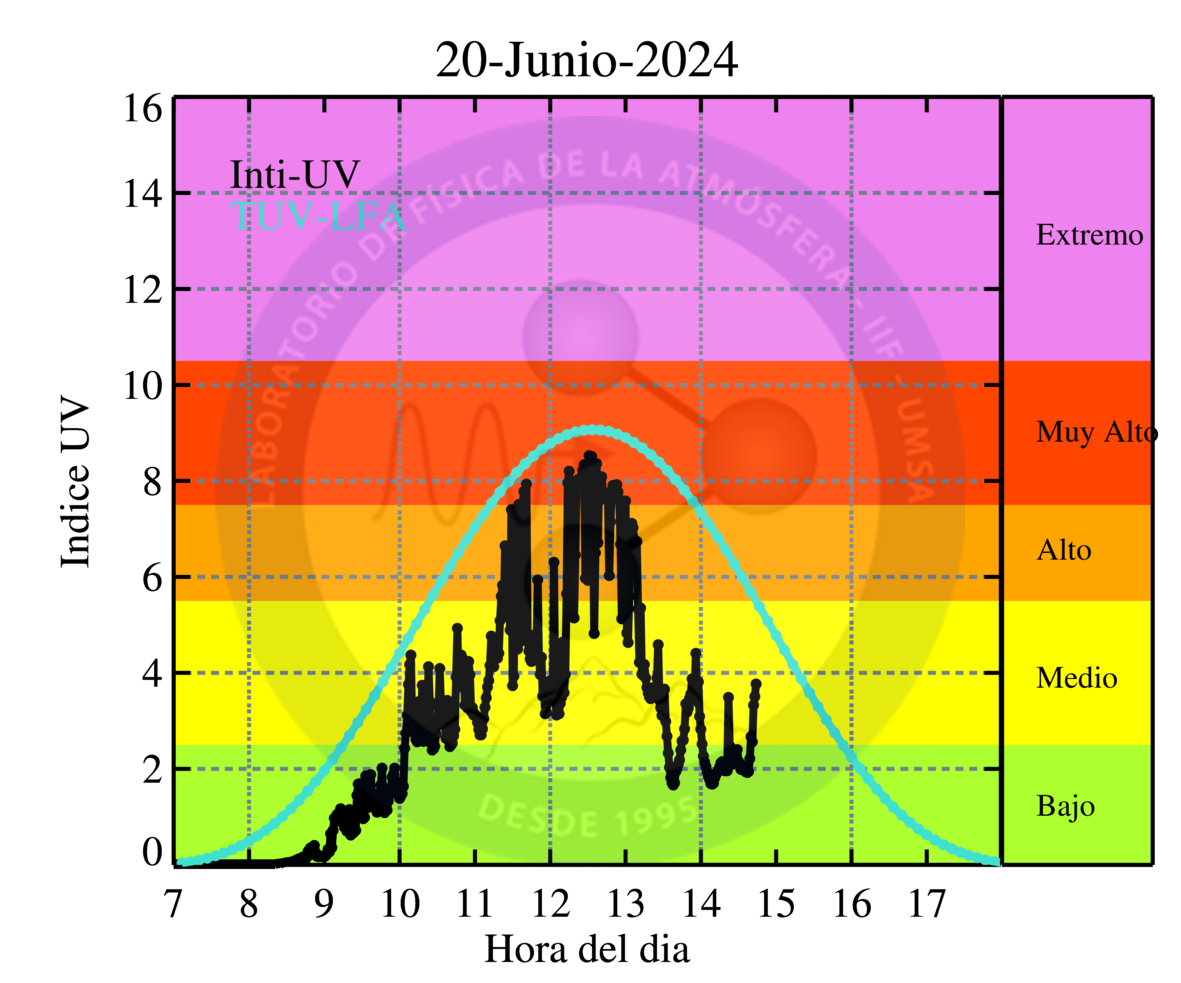 20-Junio-2024
16
14
12
10
8
6
4
2
0
Indice UV
Inti-UV
TUV-LFA
LABORATORIO DE FÍSICA DE LA ATMÓSFERA - IIF - UMSA
DESDE 1995
Extremo
Muy Alto
Alto
Medio
Bajo
7 8 9 10 11 12 13 14 15 16 17
Hora del dia